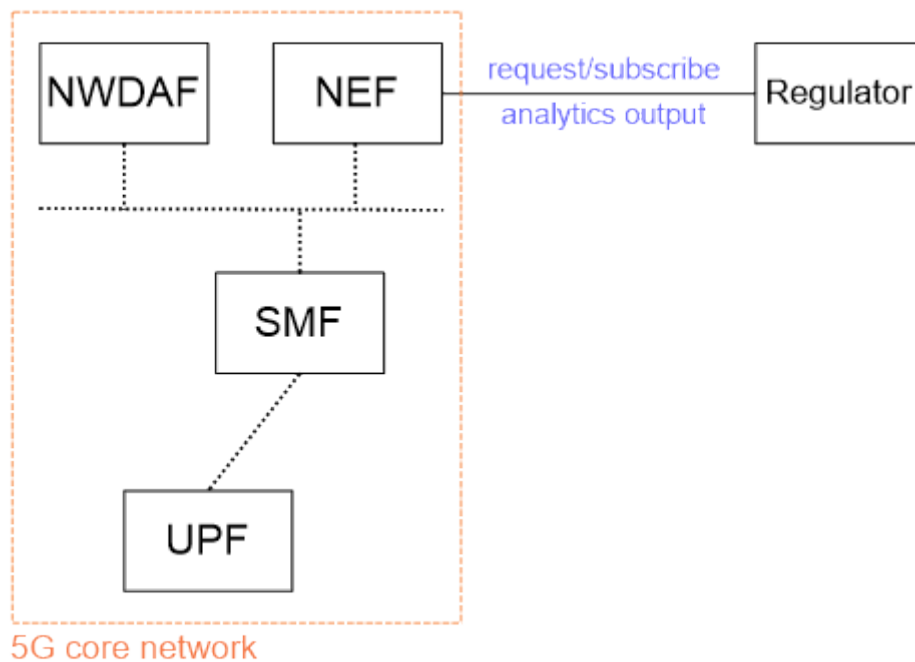 NWDAF
NEF
request/subscribe
analytics output
Regulator
SMF
UPF
5G core network